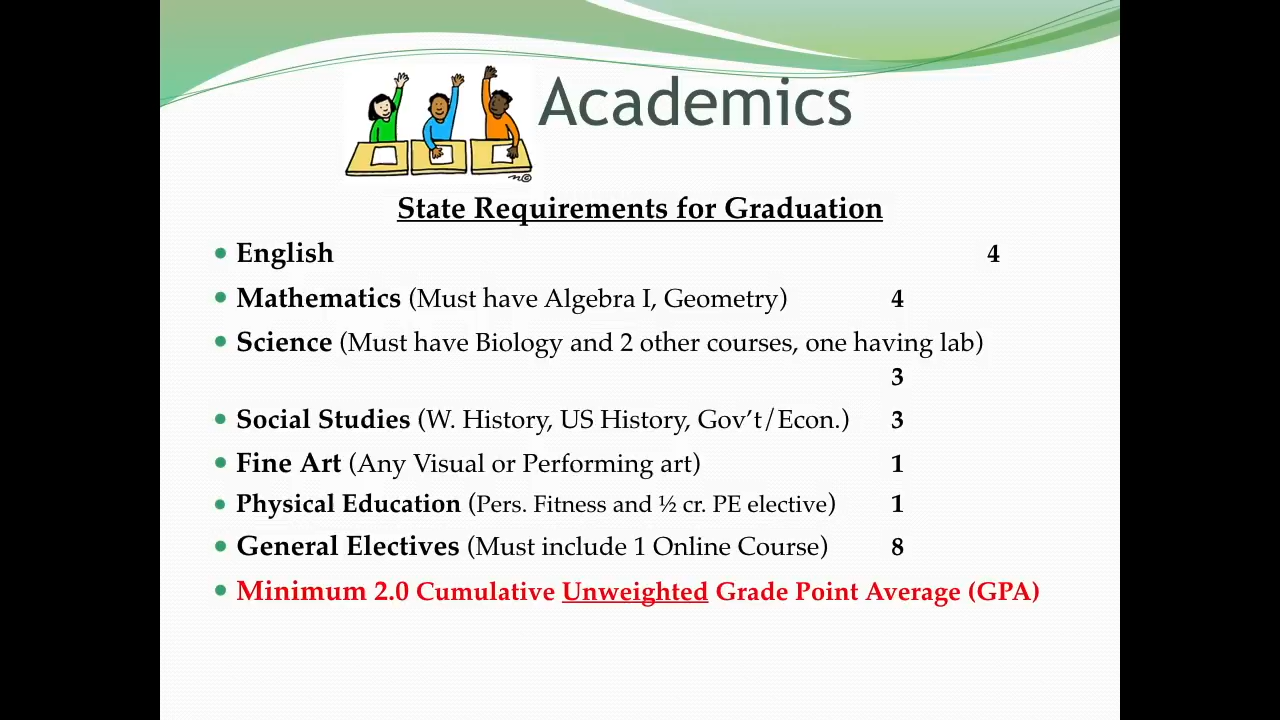 Academics
State Requirements for Graduation
English 4
Mathematics (Must have Algebra I, Geometry) 4
Science (Must have Biology and 2 other courses, one having lab)
3
Social Studies (W. History, US History, Gov't/Econ.) 3
Fine Art (Any Visual or Performing art) 1
Physical Education (Pers. Fitness and ½ cr. PE elective) 1
General Electives (Must include 1 Online Course) 8
Minimum 2.0 Cumulative Unweighted Grade Point Average (GPA)